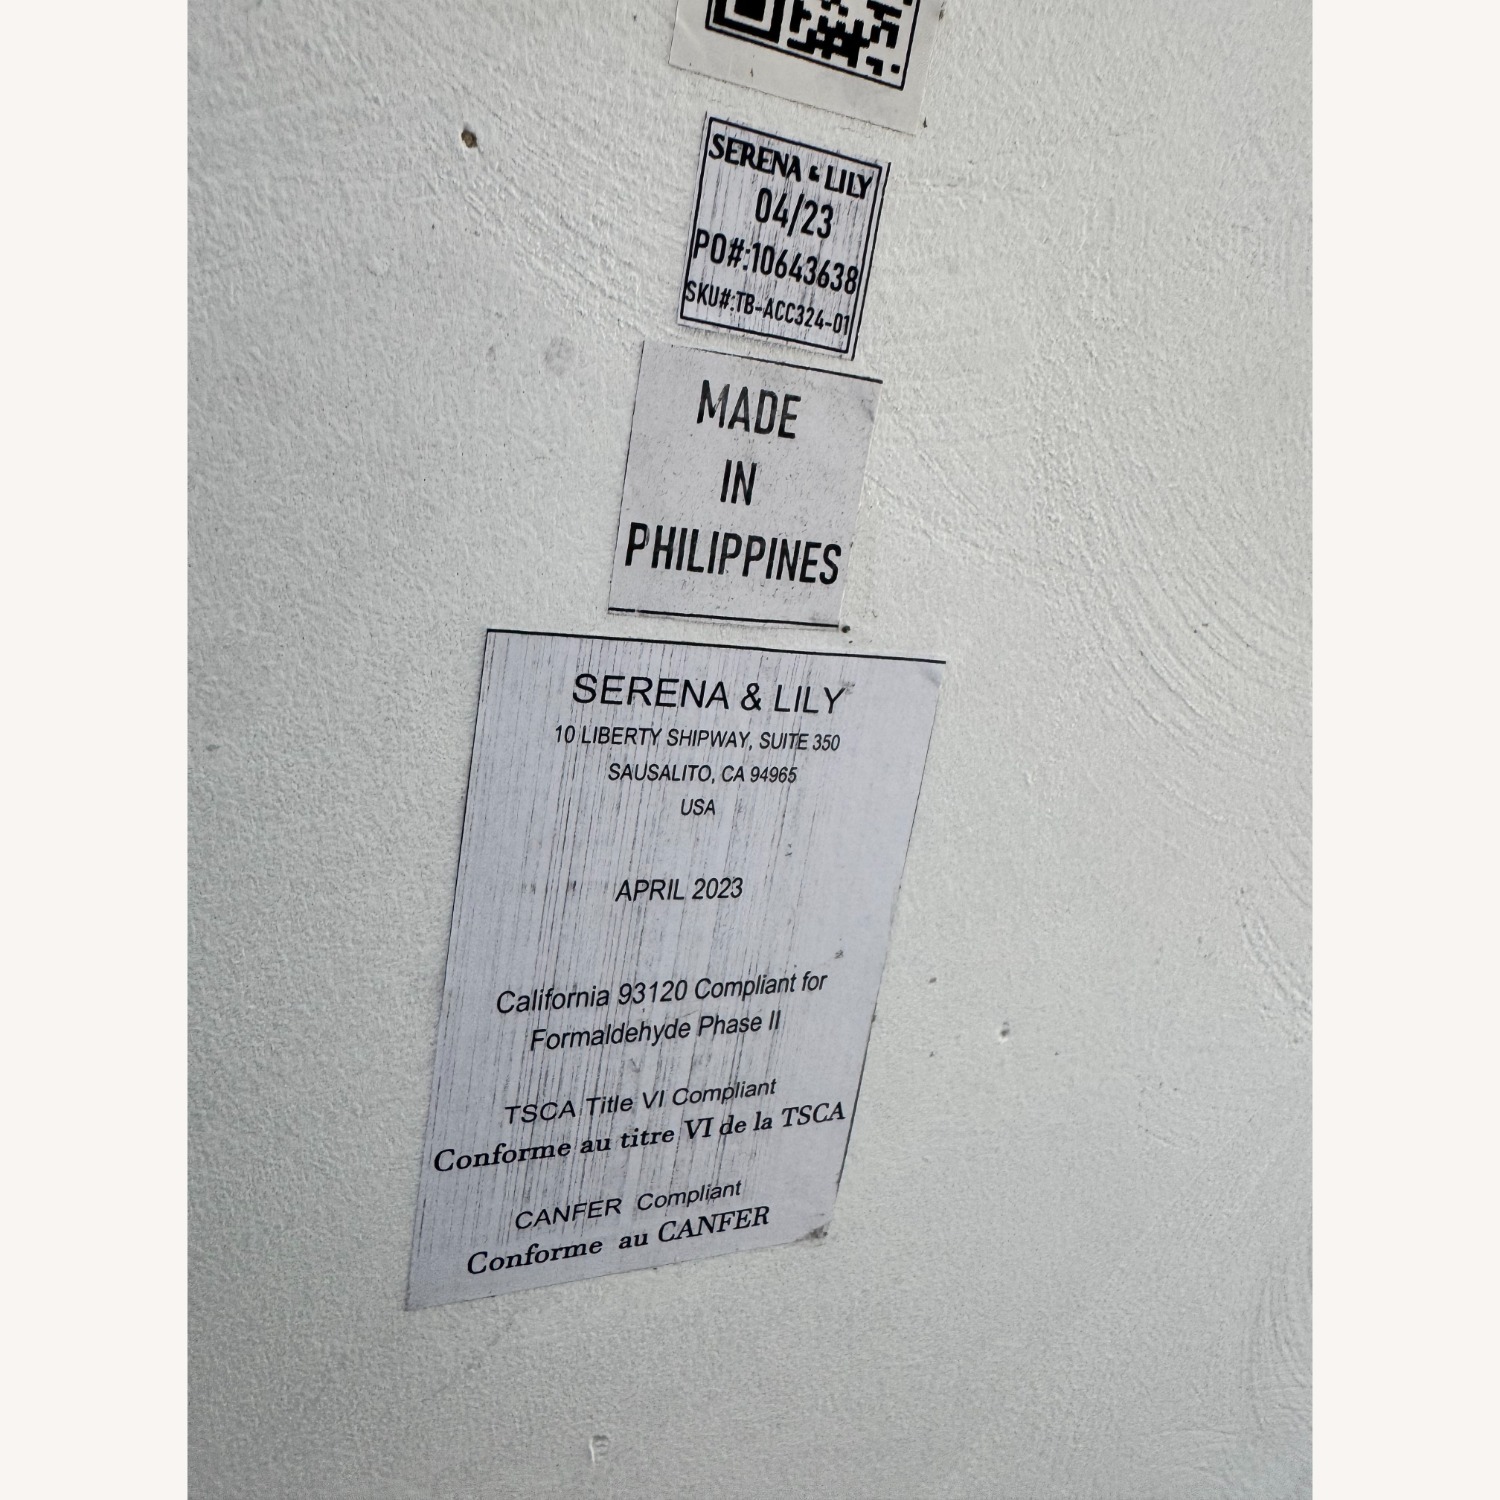 SERENA & LILY
04/23
PO#:10643638
SKU#:TB-ACC324-01
MADE
IN
PHILIPPINES
SERENA & LILY
10 LIBERTY SHIPWAY, SUITE 350
SAUSALITO, CA 94965
USA
APRIL 2023
California 93120 Compliant for
Formaldehyde Phase II
TSCA Title VI Compliant
Conforme au titre VI de la TSCA
CANFER Compliant
Conforme au CANFER